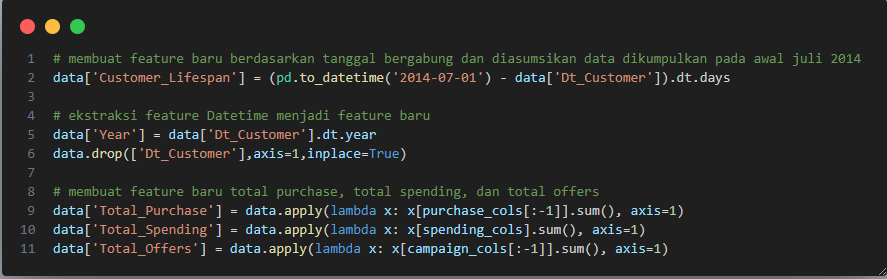 1 # membuat feature baru berdasarkan tanggal bergabung dan diasumsikan data dikumpulkan pada awal juli 2014
2 data['Customer_Lifespan'] = (pd.to_datetime('2014-07-01') - data['Dt_Customer']).dt.days
3
4 # ekstraksi feature Datetime menjadi feature baru
5 data['Year'] = data['Dt_Customer'].dt.year
6 data.drop(['Dt_Customer'],axis=1,inplace=True)
7
8 # membuat feature baru total purchase, total spending, dan total offers
9 data['Total_Purchase'] = data.apply(lambda x: x[purchase_cols[:-1]].sum(), axis=1)
10 data['Total_Spending'] = data.apply(lambda x: x[spending_cols].sum(), axis=1)
11 data['Total_Offers'] = data.apply(lambda x: x[campaign_cols[:-1]].sum(), axis=1)